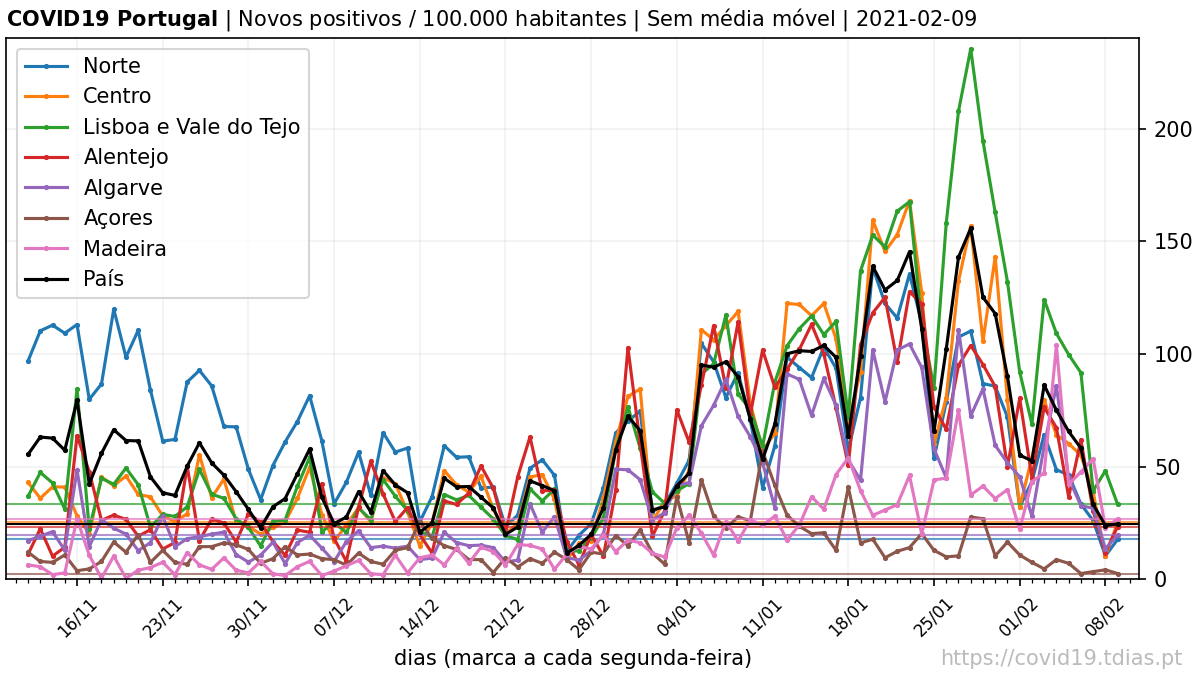 COVID19 Portugal | Novos positivos / 100.000 habitantes | Sem média móvel | 2021-02-09
Norte
Centro
Lisboa e Vale do Tejo
Alentejo
Algarve
Açores
Madeira
País
200
150
100
50
0
16/11 23/11 30/11 07/12 14/12 21/12 28/12 04/01 11/01 18/01 25/01 01/02 08/02
dias (marca a cada segunda-feira)
https://covid19.tdias.pt